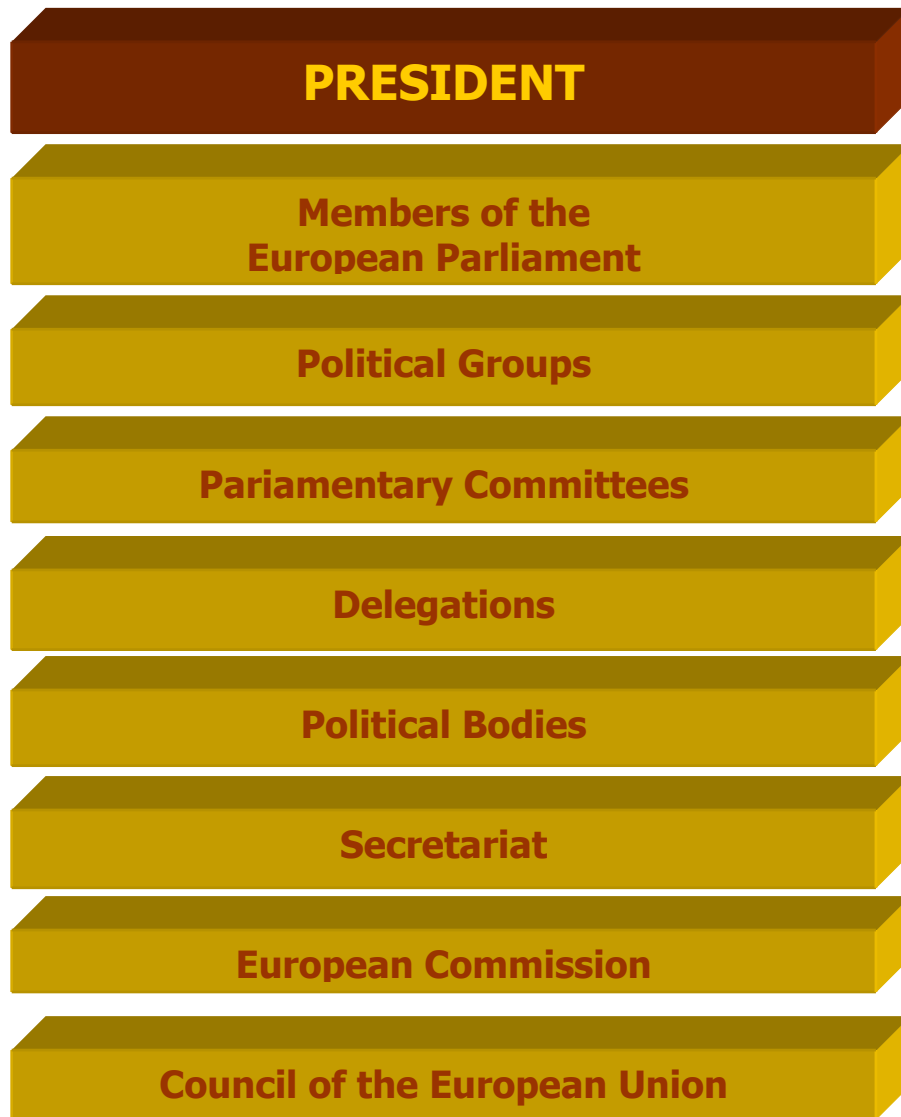 PRESIDENT
Members of the
European Parliament
Political Groups
Pariamentary Committees
Delegations
Political Bodies
Secretariat
European Commission
Council of the European Union